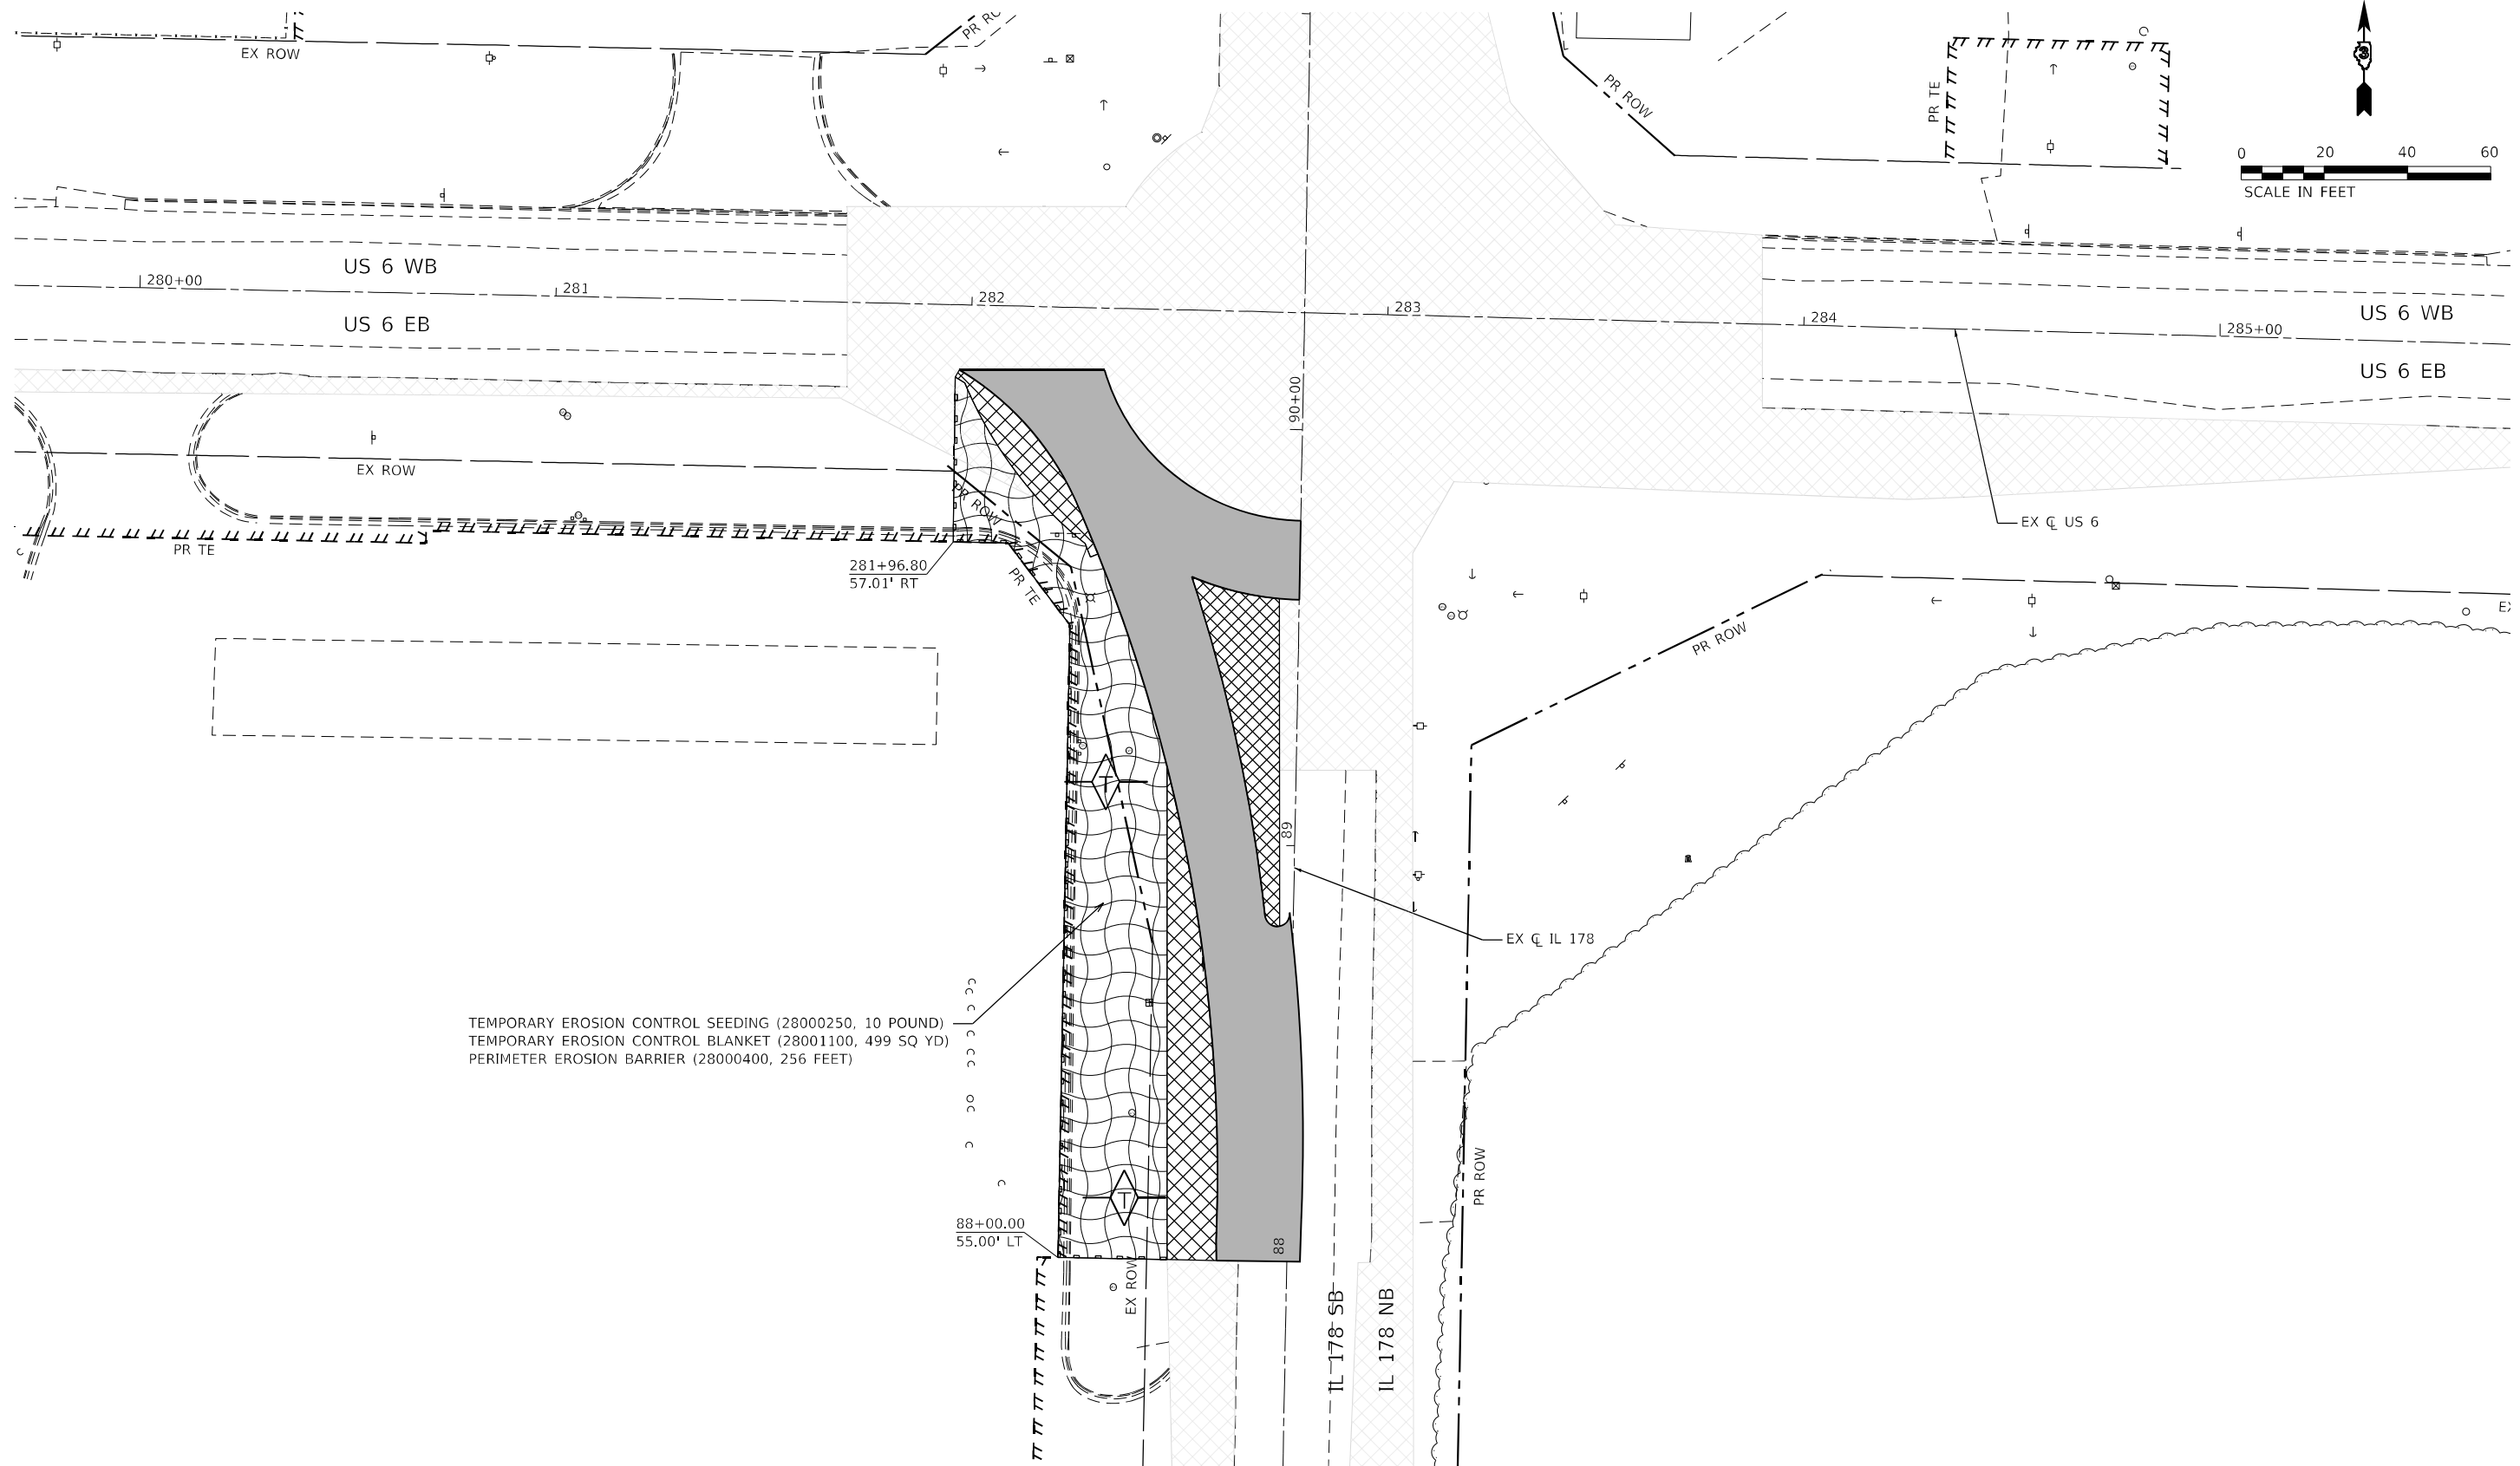 PR RO
EX ROW
PR ROW
PR TE
3
0 20 40 60
SCALE IN FEET
US 6 WB
280+00
281
282
283
284
285+00
US 6 EB
US 6 WB
US 6 EB
90+00
EX ROW
PR ROW
EX ℄ US 6
PR TE
281+96.80
57.01' RT
PR TE
PR ROW
EX
T
89
EX ℄ IL 178
TEMPORARY EROSION CONTROL SEEDING (28000250, 10 POUND)
TEMPORARY EROSION CONTROL BLANKET (28001100, 499 SQ YD)
PERIMETER EROSION BARRIER (28000400, 256 FEET)
T
PR ROW
88+00.00
55.00' LT
88
EX ROW
IL 178 SB
IL 178 NB